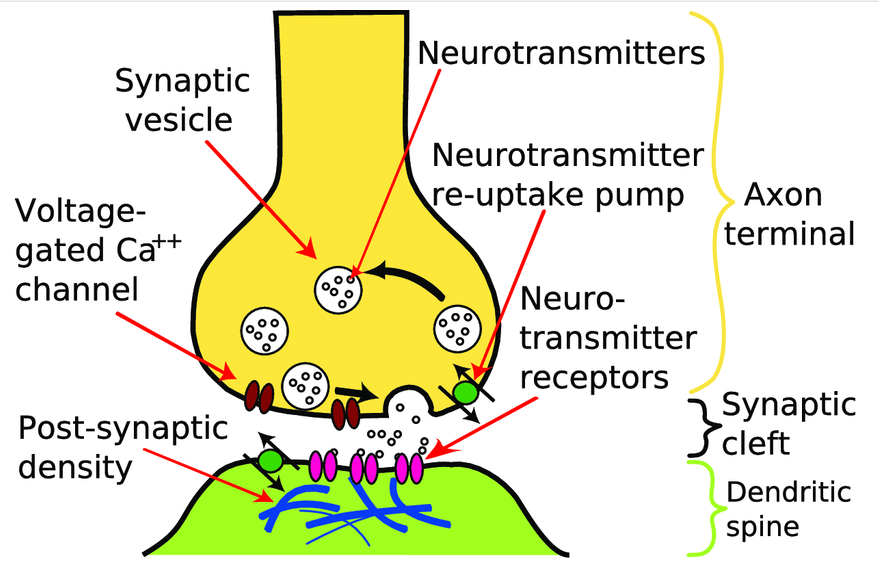 Neurotransmitters
Synaptic
vesicle
Neurotransmitter
re-uptake pump
Axon
terminal
Voltage-
gated Ca++
channel
Neuro-
transmitter
receptors
Synaptic
cleft
Post-synaptic
density
Dendritic
spine